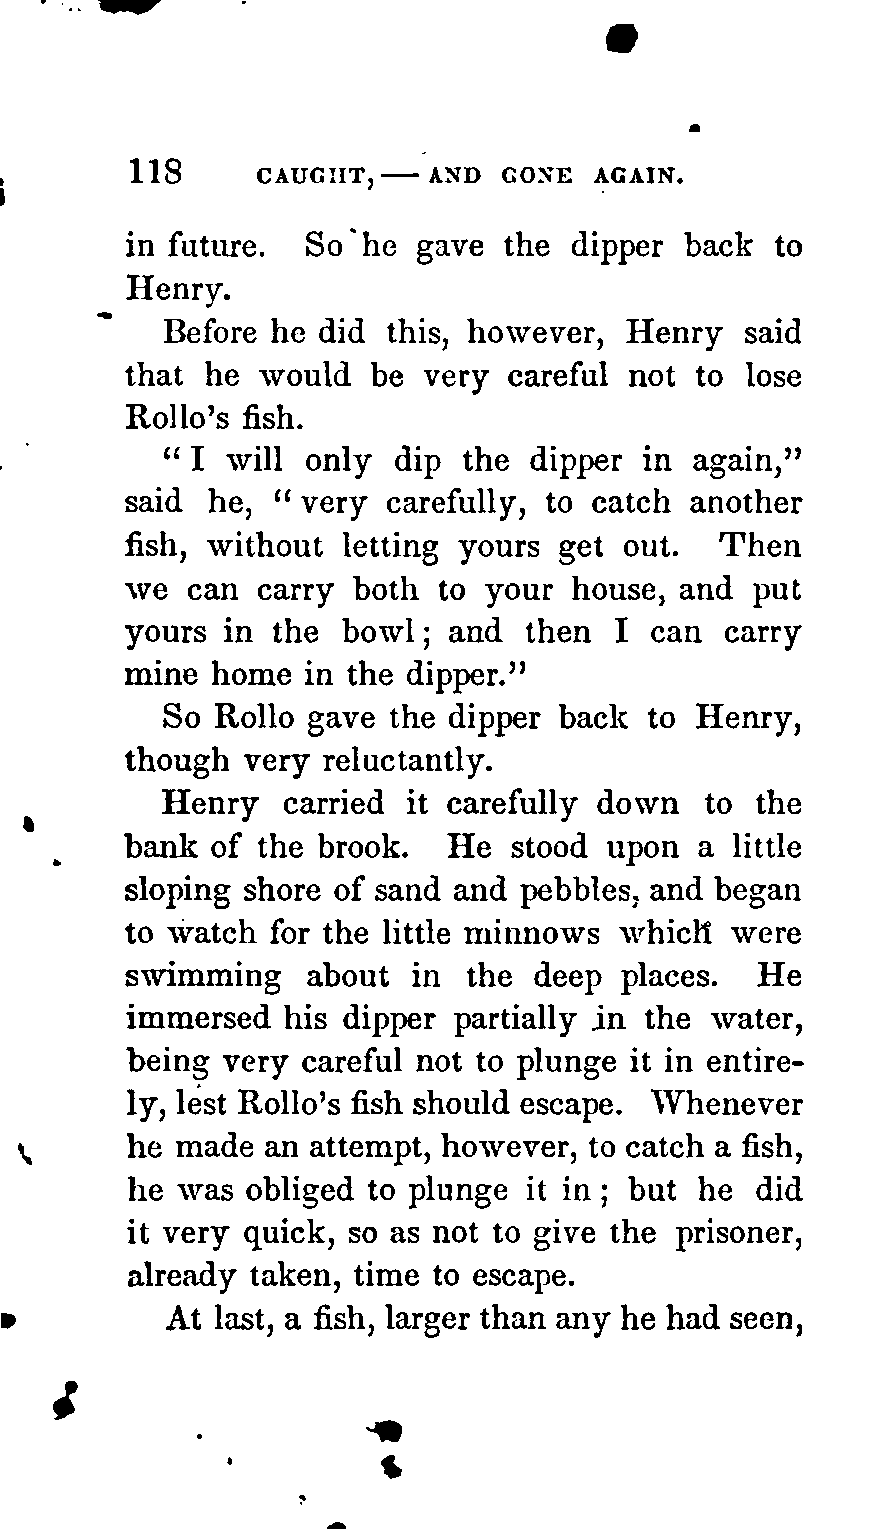 118 CAUGHT,—AND GONE AGAIN.
in future. So he gave the dipper back to
Henry.
Before he did this, however, Henry said
that he would be very careful not to lose
Rollo's fish.
“I will only dip the dipper in again,”
said he, “very carefully, to catch another
fish, without letting yours get out. Then
we can carry both to your house, and put
yours in the bowl; and then I can carry
mine home in the dipper.”
So Rollo gave the dipper back to Henry,
though very reluctantly.
Henry carried it carefully down to the
bank of the brook. He stood upon a little
sloping shore of sand and pebbles, and began
to watch for the little minnows which were
swimming about in the deep places. He
immersed his dipper partially in the water,
being very careful not to plunge it in entire-
ly, lest Rollo's fish should escape. Whenever
he made an attempt, however, to catch a fish,
he was obliged to plunge it in; but he did
it very quick, so as not to give the prisoner,
already taken, time to escape.
At last, a fish, larger than any he had seen,